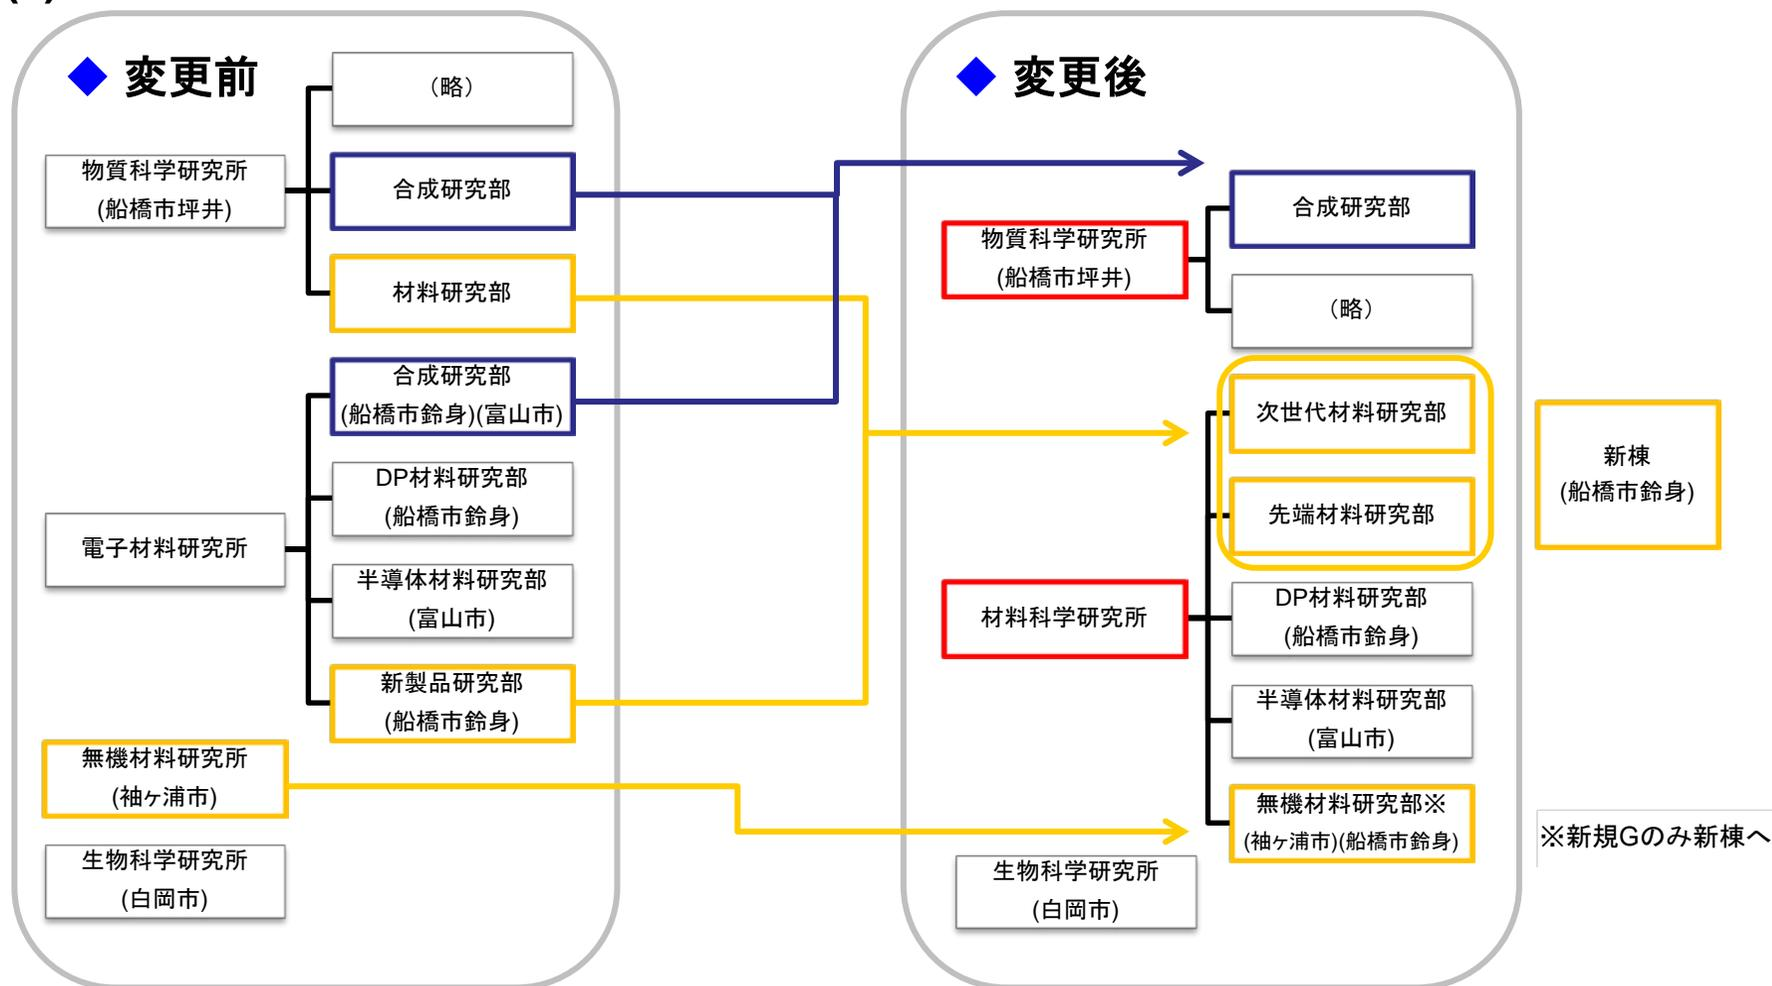 ◆ 変更前
(略)
物質科学研究所
(船橋市坪井)
合成研究部
材料研究部
合成研究部
(船橋市鈴身)(富山市)
DP材料研究部
(船橋市鈴身)
電子材料研究所
半導体材料研究部
(富山市)
新製品研究部
(船橋市鈴身)
無機材料研究所
(袖ヶ浦市)
生物科学研究所
(白岡市)
◆ 変更後
合成研究部
物質科学研究所
(船橋市坪井)
(略)
次世代材料研究部
先端材料研究部
材料科学研究所
DP材料研究部
(船橋市鈴身)
半導体材料研究部
(富山市)
無機材料研究部※
(袖ヶ浦市)(船橋市鈴身)
生物科学研究所
(白岡市)
新棟
(船橋市鈴身)
※新規Gのみ新棟へ